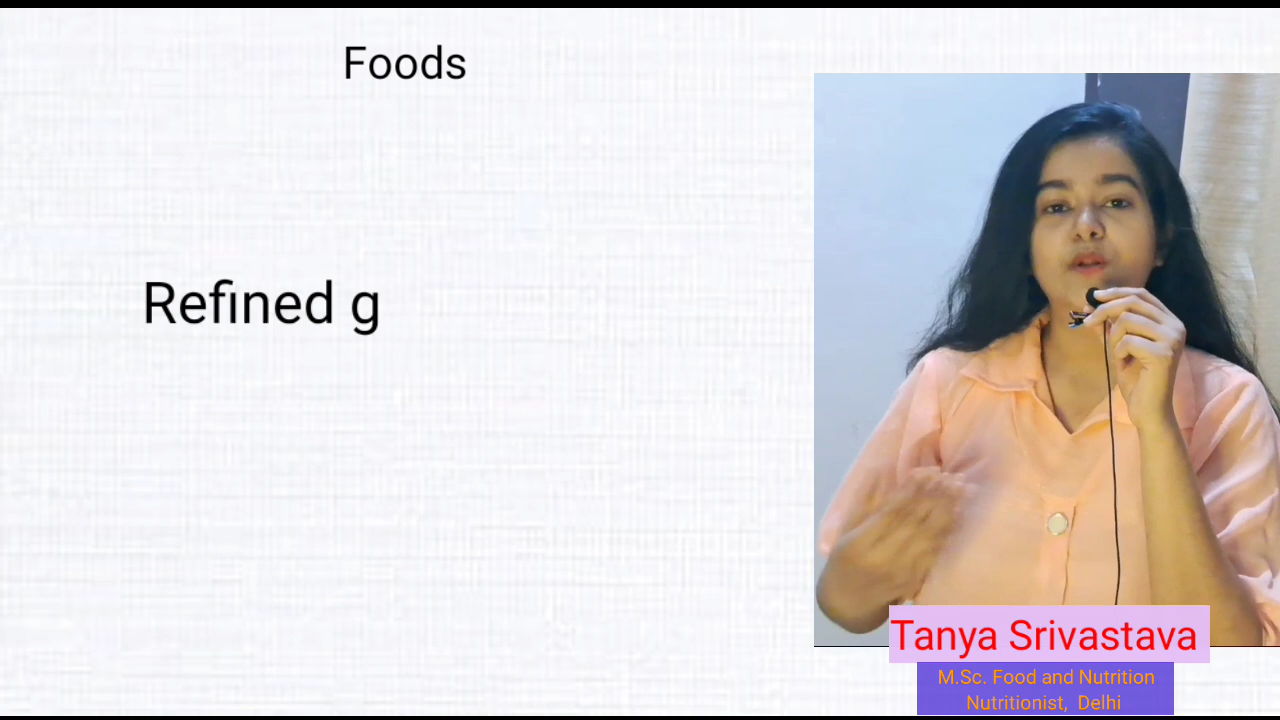 Foods
Refined g
Tanya Srivastava
M.Sc. Food and Nutrition
Nutritionist, Delhi